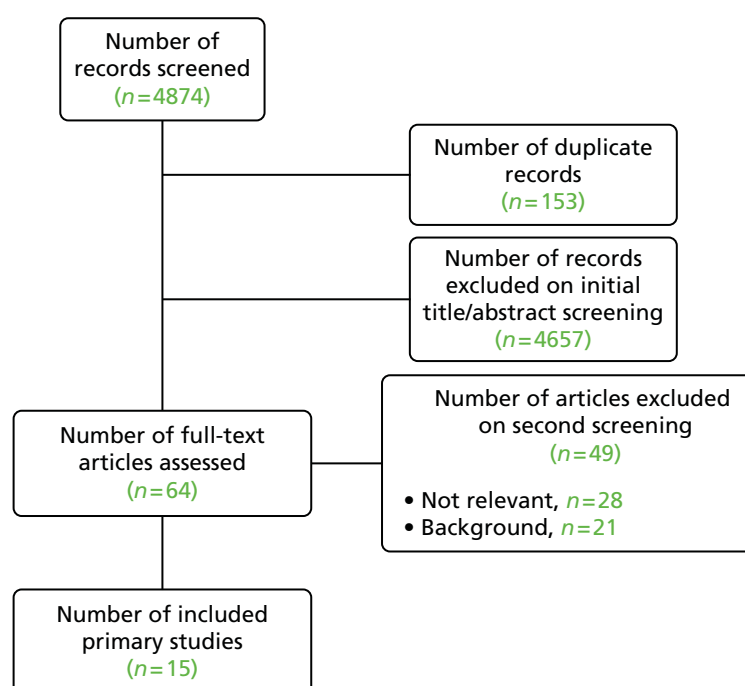 Number of
records screened
(n=4874)
Number of duplicate
records
(n=153)
Number of records
excluded on initial
title/abstract screening
(n=4657)
Number of full-text
articles assessed
(n=64)
Number of articles excluded
on second screening
(n=49)
• Not relevant, n=28
• Background, n=21
Number of included
primary studies
(n=15)